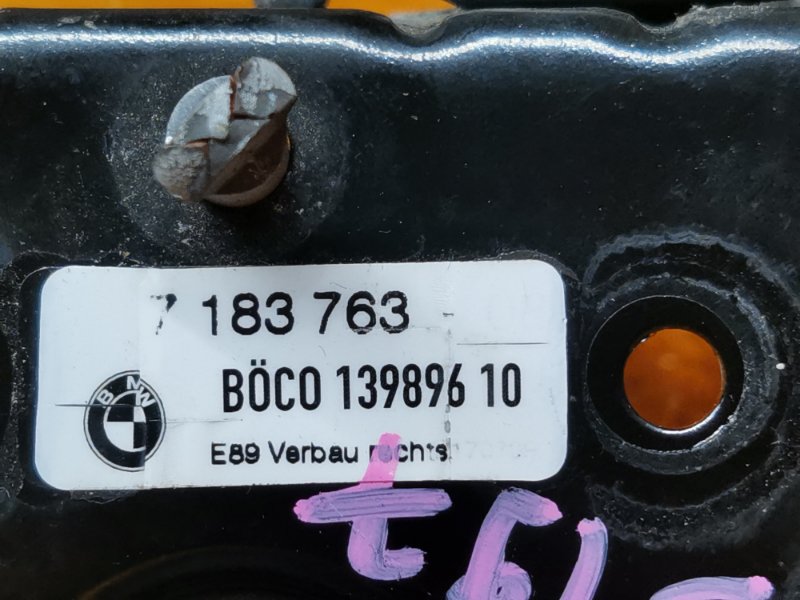 7 183 763
BMW
BÖCO 139896 10
E89 Verbau rechts